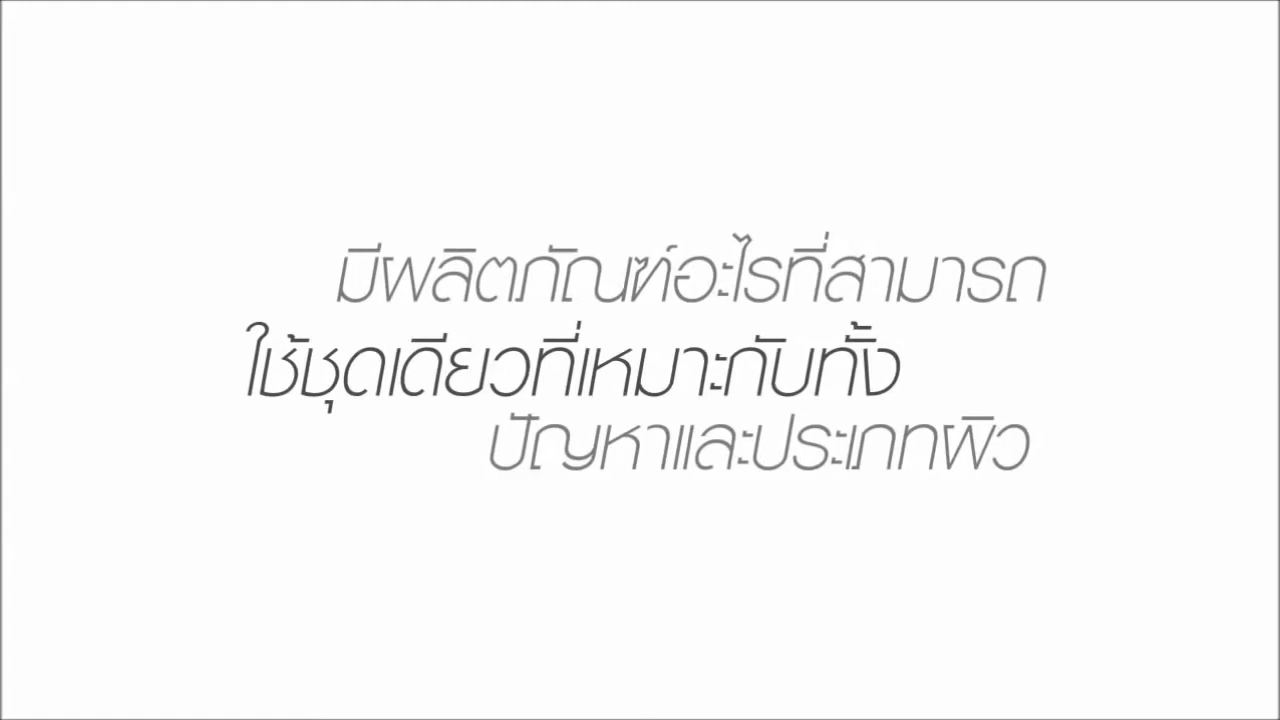 มีผลิตภัณฑ์อะไรที่สามารถ
ใช้ชุดเดียวที่เหมาะกับทั้ง
ปัญหาและประเภทผิว